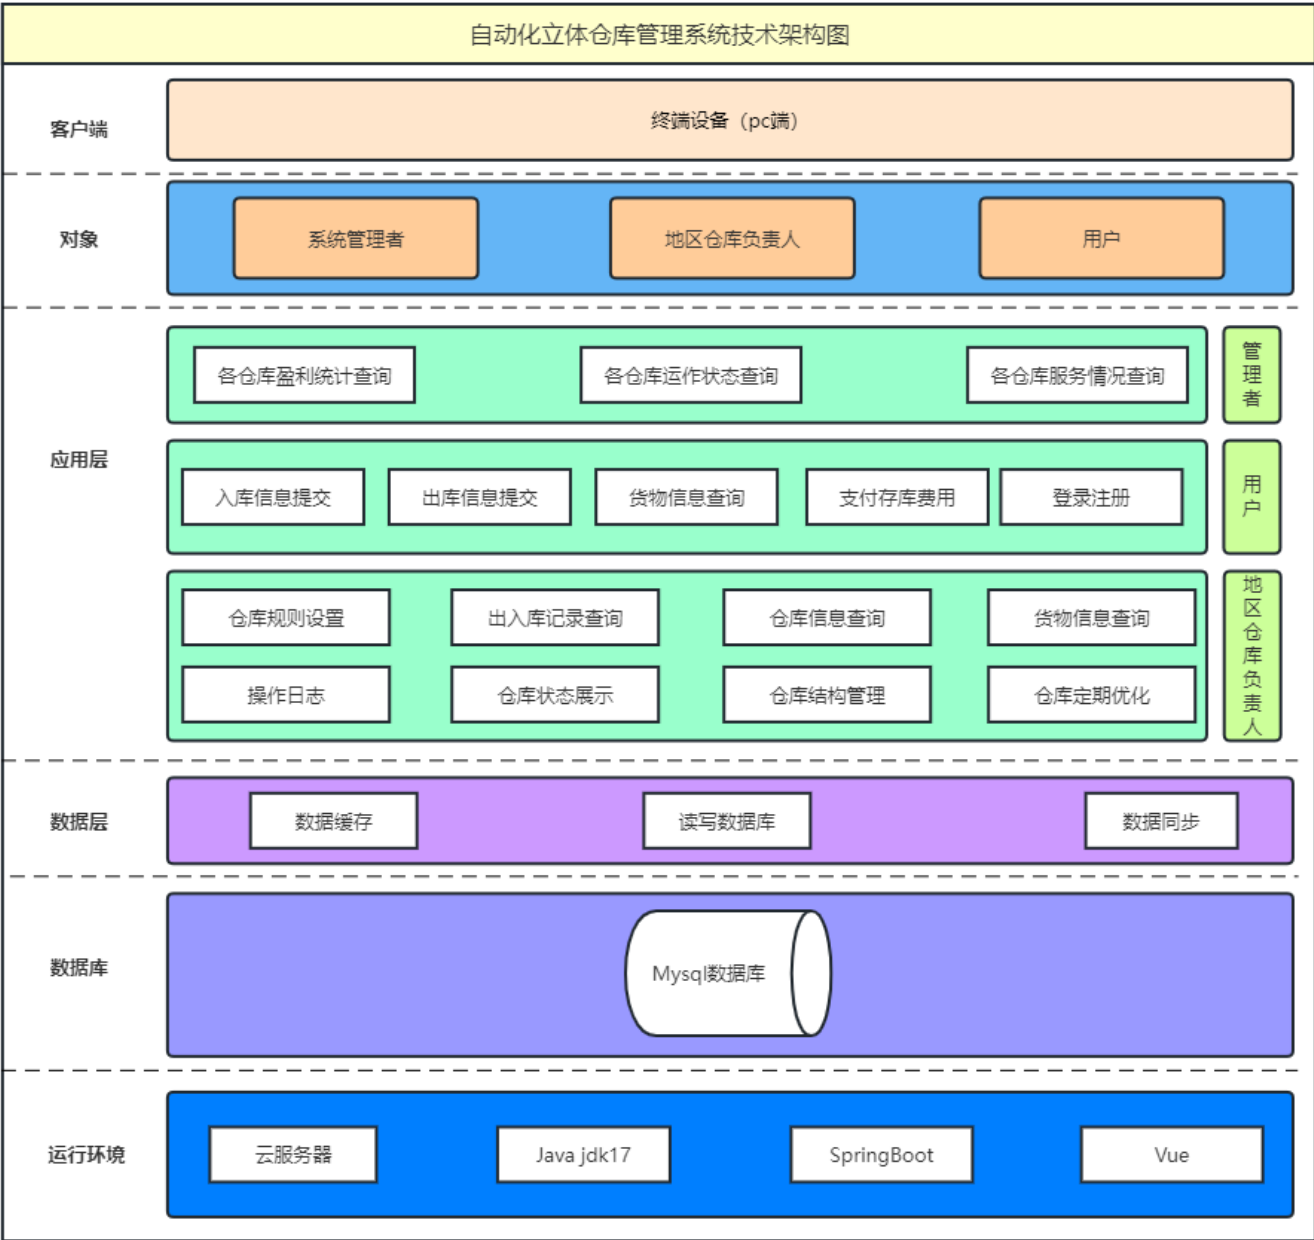 自动化立体仓库管理系统技术架构图
客户端
终端设备（pc端）
对象
系统管理者
地区仓库负责人
用户
应用层
各仓库盈利统计查询
各仓库运作状态查询
各仓库服务情况查询
管理者
入库信息提交
出库信息提交
货物信息查询
支付存库费用
登录注册
用户
仓库规则设置
出入库记录查询
仓库信息查询
货物信息查询
操作日志
仓库状态展示
仓库结构管理
仓库定期优化
地区仓库负责人
数据层
数据缓存
读写数据库
数据同步
数据库
Mysql数据库
运行环境
云服务器
Java jdk17
SpringBoot
Vue